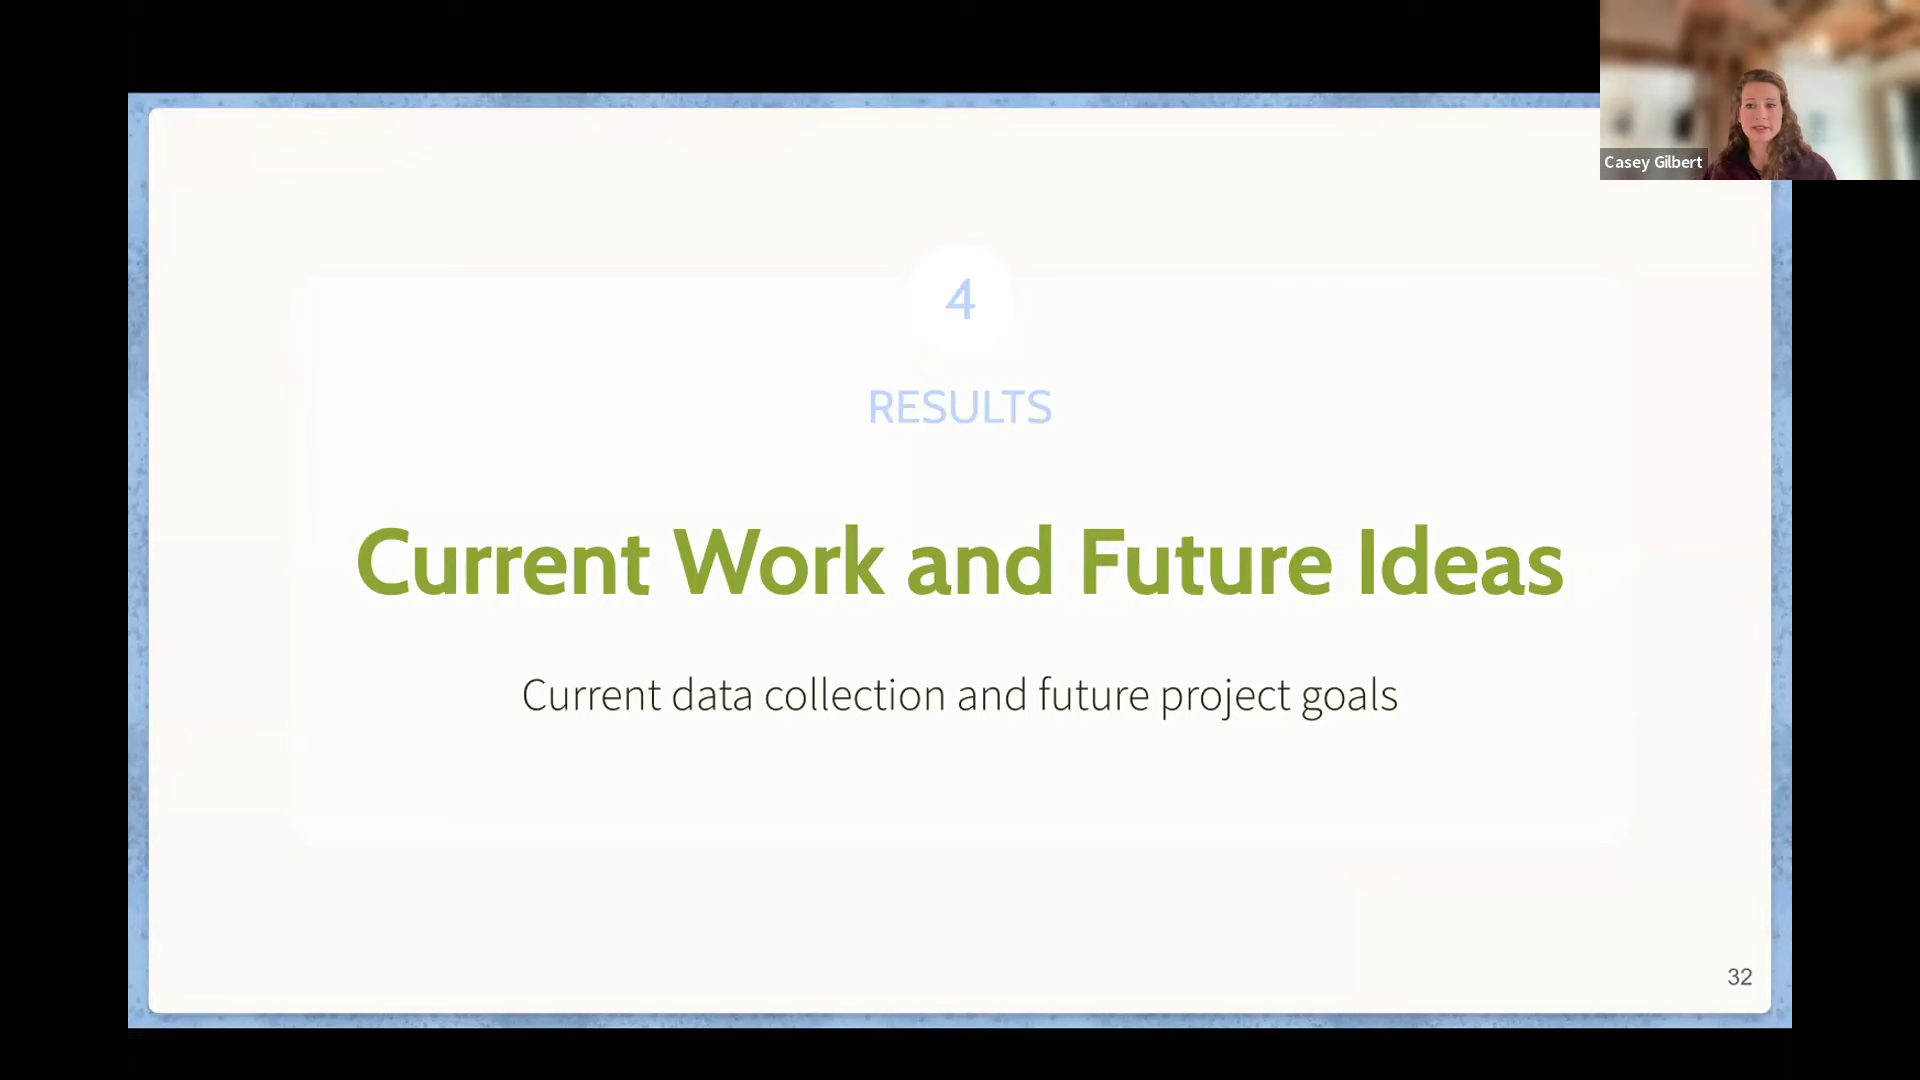 Casey Gilbert
4
RESULTS
Current Work and Future Ideas
Current data collection and future project goals
32